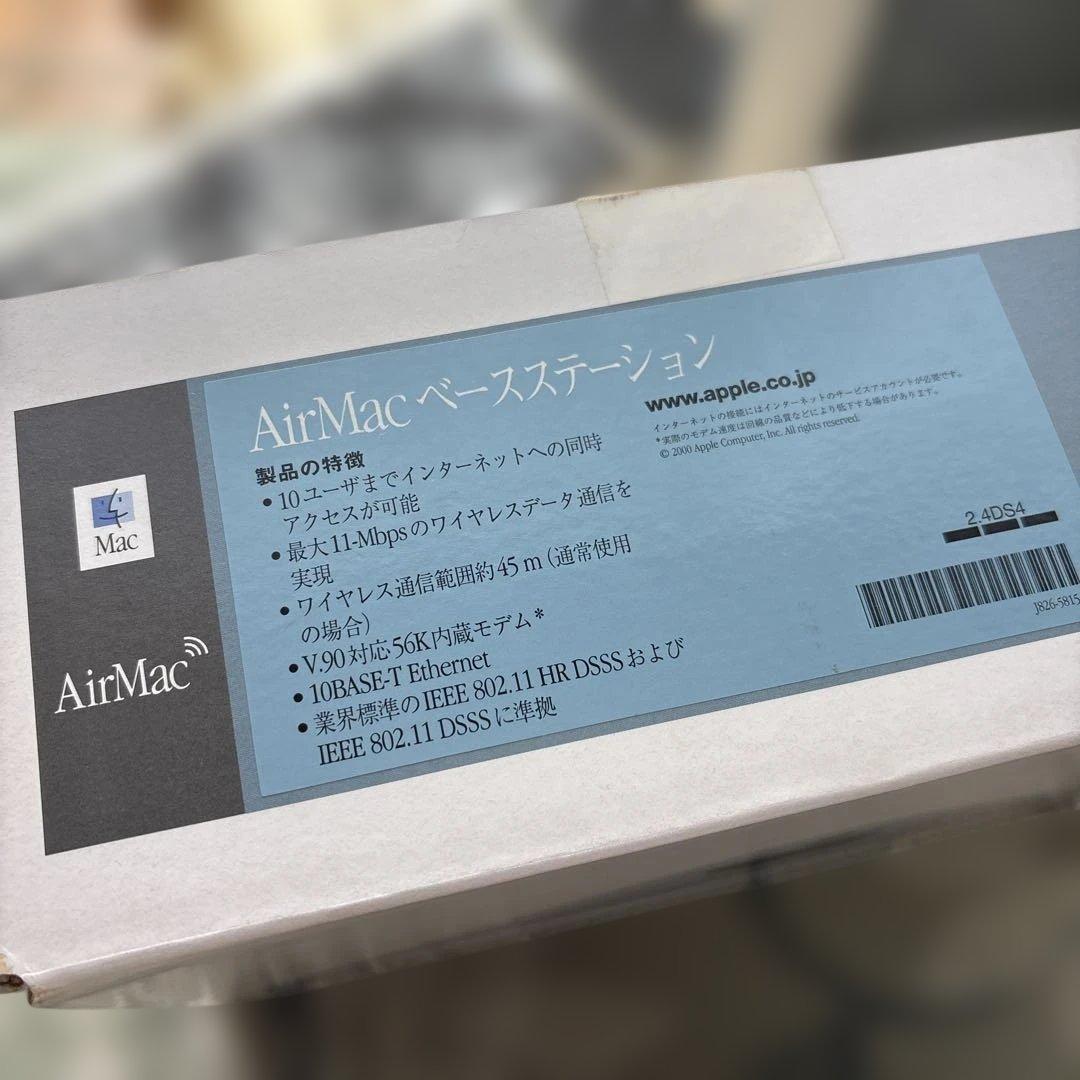 Mac
AirMac
AirMac ベースステーション
製品の特徴
• 10ユーザまでインターネットへの同時
アクセスが可能
• 最大11-Mbpsのワイヤレスデータ通信を
実現
• ワイヤレス通信範囲約45 m（通常使用
の場合）
• V.90対応56K内蔵モデム*
• 10BASE-T Ethernet
• 業界標準のIEEE 802.11 HR DSSSおよび
IEEE 802.11 DSSSに準拠
www.apple.co.jp
インターネットの接続にはインターネットのサービスアカウントが必要です。
*実際のモデム速度は回線の品質などにより低下する場合があります。
© 2000 Apple Computer, Inc. All rights reserved.
2.4DS4
J826-5815